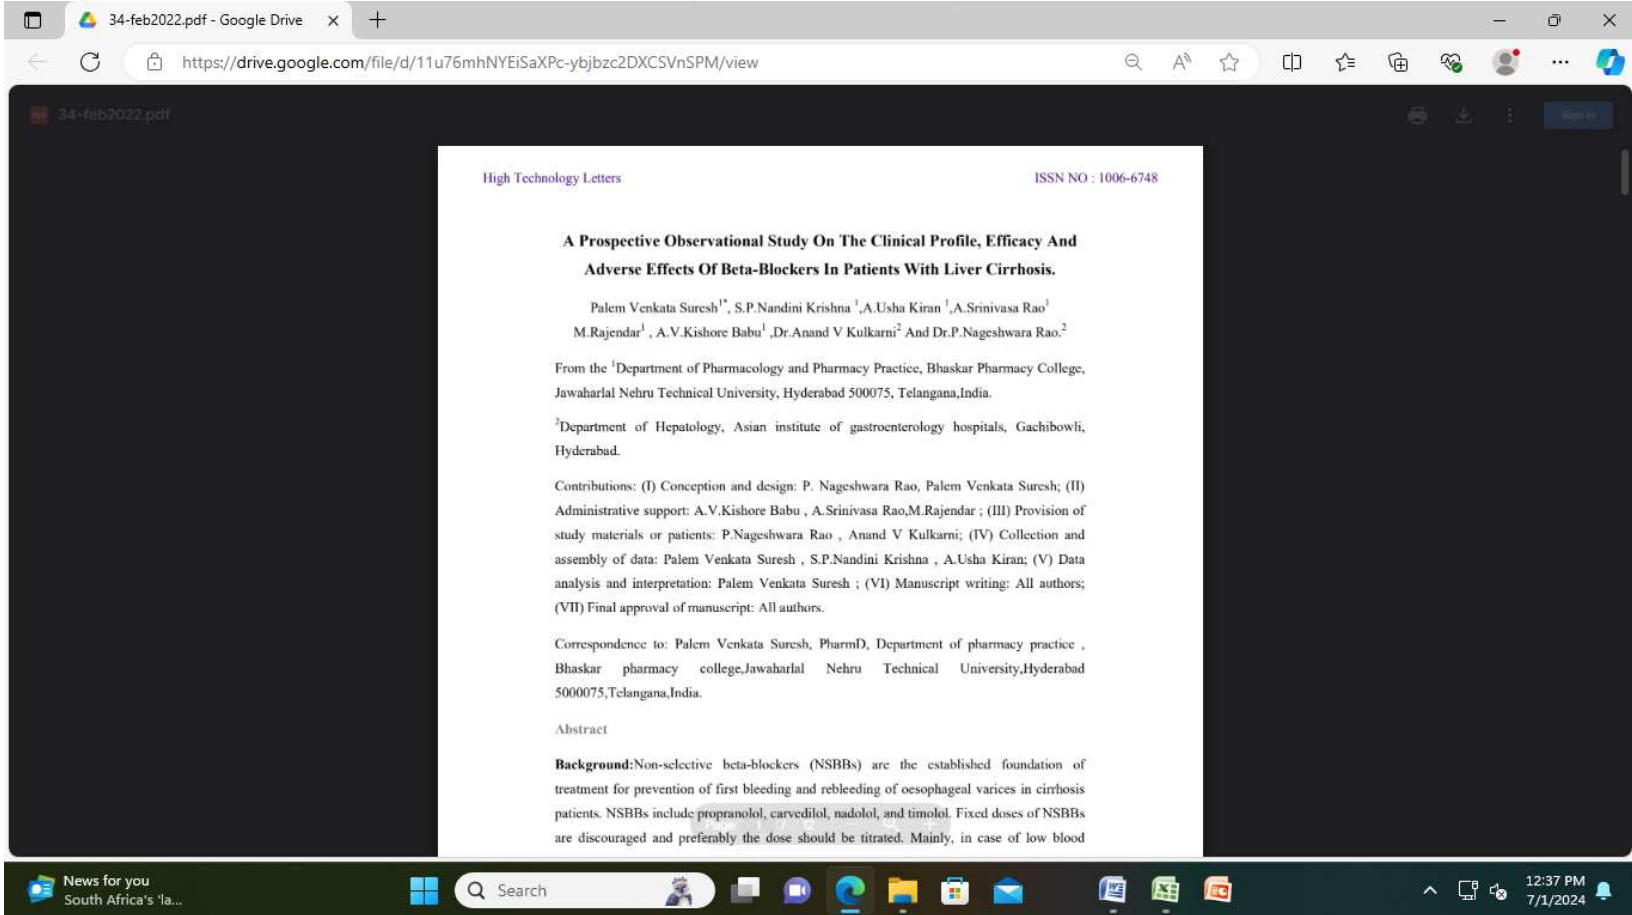 34-feb2022.pdf - Google Drive
https://drive.google.com/file/d/11u76mhNYEiSaXPc-ybjbzc2DXCSVnSPM/view
34-feb2022.pdf
Sign in
High Technology Letters
ISSN NO : 1006-6748
A Prospective Observational Study On The Clinical Profile, Efficacy And
Adverse Effects Of Beta-Blockers In Patients With Liver Cirrhosis.
Palem Venkata Suresh1*, S.P.Nandini Krishna 1,A.Usha Kiran 1,A.Srinivasa Rao1
M.Rajendar1 , A.V.Kishore Babu1 ,Dr.Anand V Kulkarni2 And Dr.P.Nageshwara Rao.2
From the 1Department of Pharmacology and Pharmacy Practice, Bhaskar Pharmacy College,
Jawaharlal Nehru Technical University, Hyderabad 500075, Telangana,India.
2Department of Hepatology, Asian institute of gastroenterology hospitals, Gachibowli,
Hyderabad.
Contributions: (I) Conception and design: P. Nageshwara Rao, Palem Venkata Suresh; (II)
Administrative support: A.V.Kishore Babu , A.Srinivasa Rao,M.Rajendar ; (III) Provision of
study materials or patients: P.Nageshwara Rao , Anand V Kulkarni; (IV) Collection and
assembly of data: Palem Venkata Suresh , S.P.Nandini Krishna , A.Usha Kiran; (V) Data
analysis and interpretation: Palem Venkata Suresh ; (VI) Manuscript writing: All authors;
(VII) Final approval of manuscript: All authors.
Correspondence to: Palem Venkata Suresh, PharmD, Department of pharmacy practice ,
Bhaskar pharmacy college,Jawaharlal Nehru Technical University,Hyderabad
5000075,Telangana,India.
Abstract
Background:Non-selective beta-blockers (NSBBs) are the established foundation of
treatment for prevention of first bleeding and rebleeding of oesophageal varices in cirrhosis
patients. NSBBs include propranolol, carvedilol, nadolol, and timolol. Fixed doses of NSBBs
are discouraged and preferably the dose should be titrated. Mainly, in case of low blood
News for you
South Africa's 'la...
Search
12:37 PM
7/1/2024